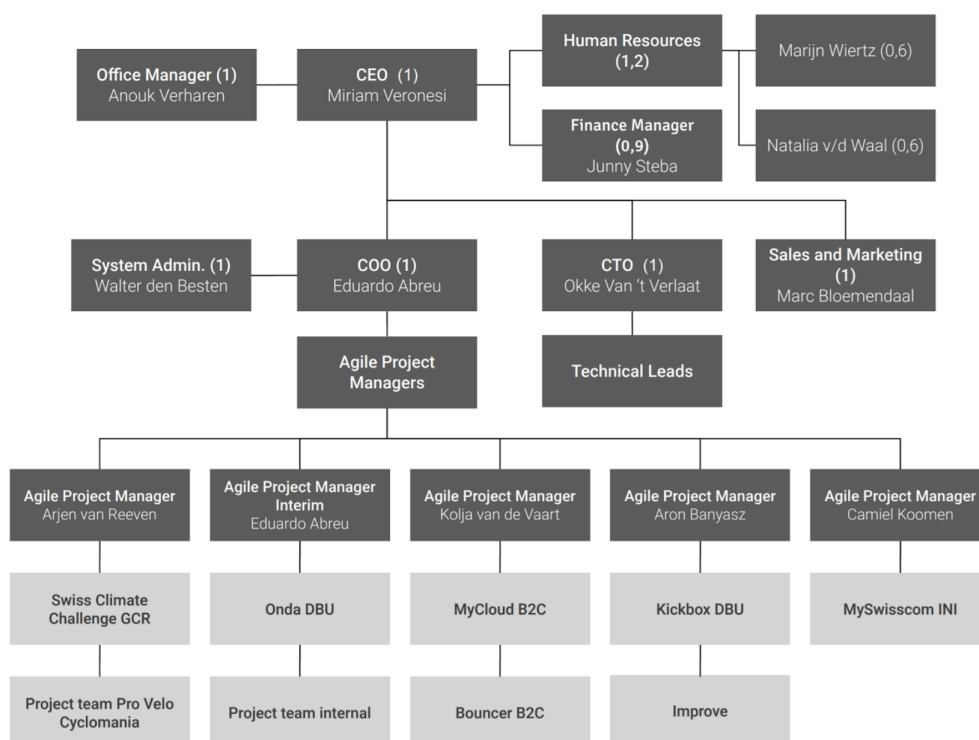 Human Resources
(1,2)
Marijn Wiertz (0,6)
Office Manager (1)
Anouk Verharen
CEO (1)
Miriam Veronesi
Finance Manager
(0,9)
Junny Steba
Natalia v/d Waal (0,6)
System Admin. (1)
Walter den Besten
COO (1)
Eduardo Abreu
CTO (1)
Okke Van ‘t Verlaat
Sales and Marketing
(1)
Marc Bloemendaal
Agile Project
Managers
Technical Leads
Agile Project Manager
Arjen van Reeven
Agile Project Manager
Interim
Eduardo Abreu
Agile Project Manager
Kolja van de Vaart
Agile Project Manager
Aron Banyasz
Agile Project Manager
Camiel Koomen
Swiss Climate
Challenge GCR
Onda DBU
MyCloud B2C
Kickbox DBU
MySwisscom INI
Project team Pro Velo
Cyclomania
Project team internal
Bouncer B2C
Improve